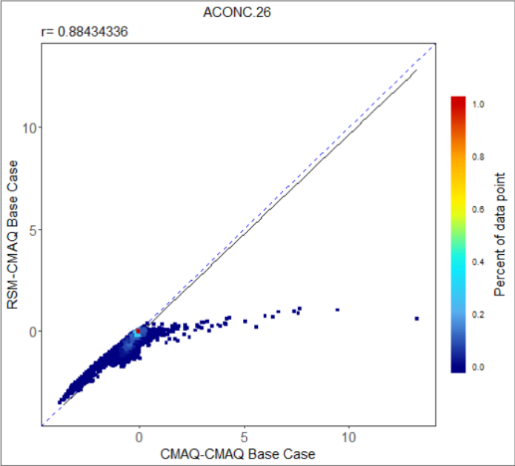 ACONC.26
r= 0.88434336
RSM-CMAQ Base Case
10
5
0
0
5
10
CMAQ-CMAQ Base Case
1.0
0.8
0.6
0.4
0.2
0.0
Percent of data point